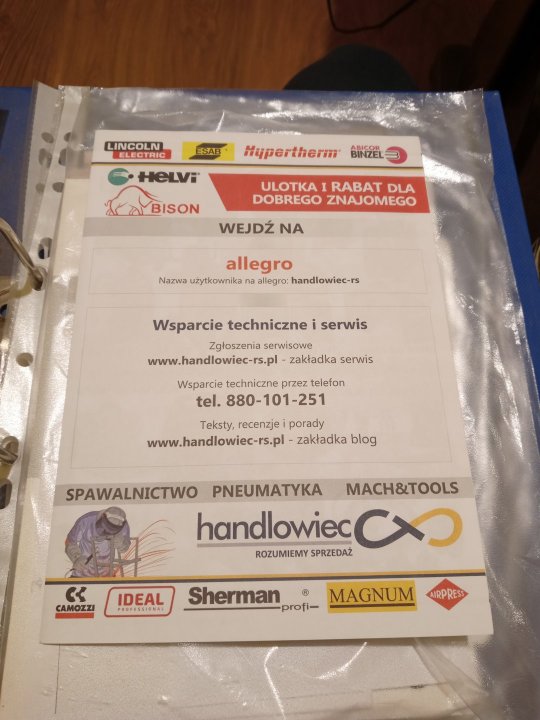 LINCOLN
ELECTRIC
ESAB
Hypertherm
ABICOR
BINZEL
HELVI
BISON
ULOTKA I RABAT DLA
DOBREGO ZNAJOMEGO
WEJDŹ NA
allegro
Nazwa użytkownika na allegro: handlowiec-rs
Wsparcie techniczne i serwis
Zgłoszenia serwisowe
www.handlowiec-rs.pl - zakładka serwis
Wsparcie techniczne przez telefon
tel. 880-101-251
Teksty, recenzje i porady
www.handlowiec-rs.pl - zakładka blog
SPAWALNICTWO PNEUMATYKA MACH&TOOLS
handlowiec
ROZUMIEMY SPRZEDAŻ
CAMOZZI
IDEAL
PROFESSIONAL
Sherman ®
profi
MAGNUM
AIRPRESS